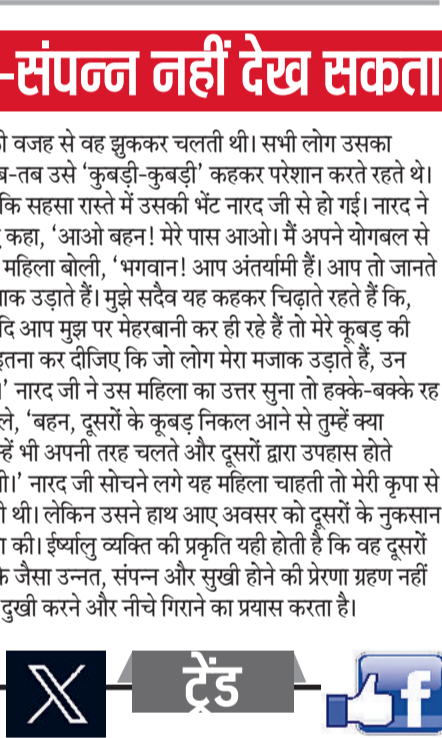 -संपन्न नहीं देख सकता
वजह से वह झुककर चलती थी। सभी लोग उसका
ब-तब उसे ‘कुबड़ी-कुबड़ी’ कहकर परेशान करते रहते थे।
कि सहसा रास्ते में उसकी भेंट नारद जी से हो गई। नारद ने
कहा, ‘आओ बहन! मेरे पास आओ। मैं अपने योगबल से
महिला बोली, ‘भगवान! आप अंतर्यामी हैं। आप तो जानते
ाक उड़ाते हैं। मुझे सदैव यह कहकर चिढ़ाते रहते हैं कि,
दि आप मुझ पर मेहरबानी कर ही रहे हैं तो मेरे कूबड़ की
इतना कर दीजिए कि जो लोग मेरा मजाक उड़ाते हैं, उन
।’ नारद जी ने उस महिला का उत्तर सुना तो हक्के-बक्के रह
ले, ‘बहन, दूसरों के कूबड़ निकल आने से तुम्हें क्या
्हें भी अपनी तरह चलते और दूसरों द्वारा उपहास होते
ी।’ नारद जी सोचने लगे यह महिला चाहती तो मेरी कृपा से
ी थी। लेकिन उसने हाथ आए अवसर को दूसरों के नुकसान
ा की। ईर्ष्यालु व्यक्ति की प्रकृति यही होती है कि वह दूसरों
के जैसा उन्नत, संपन्न और सुखी होने की प्रेरणा ग्रहण नहीं
दुखी करने और नीचे गिराने का प्रयास करता है।
X ट्रेंड f